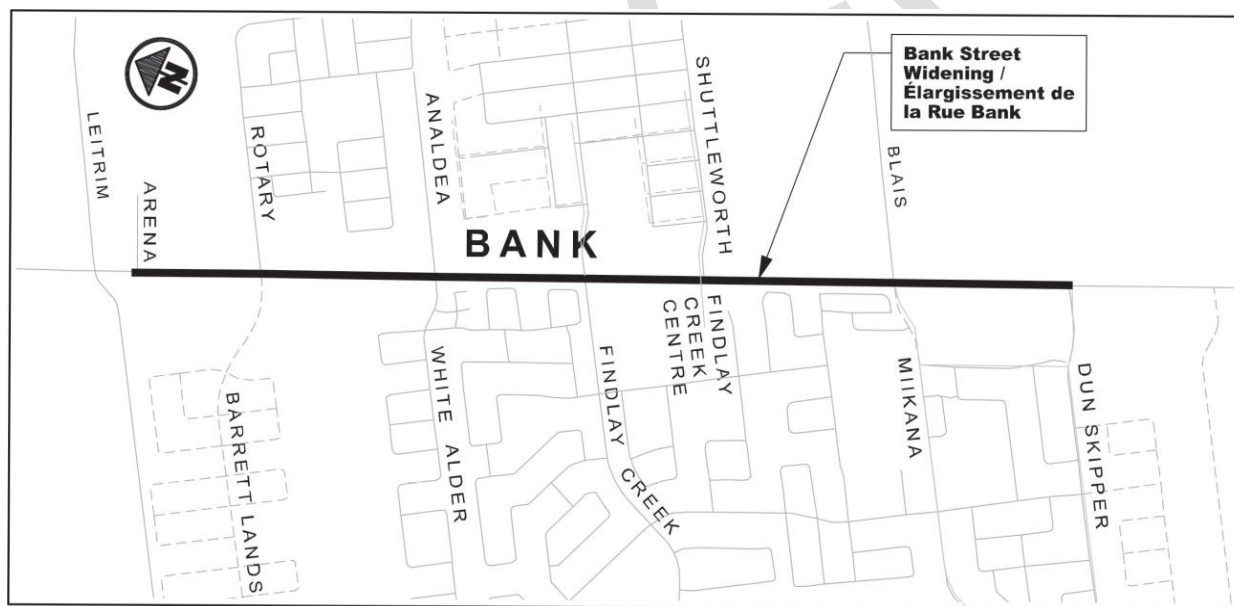 Bank Street
Widening /
Élargissement de
la Rue Bank
N
LEITRIM
ARENA
ROTARY
ANALDEA
SHUTTLEWORTH
BLAIS
BANK
BARRETT LANDS
WHITE ALDER
FINDLAY CREEK
FINDLAY
CREEK
CENTRE
MIIKANA
DUN SKIPPER